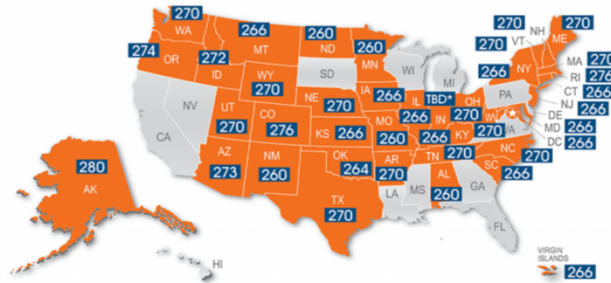 270
WA
266
MT
260
ND
260
MN
274
OR
272
ID
270
WY
SD
WI
MI
270
VT
270
NH
270
ME
MA 270
RI 270
CT 266
NJ 266
DE
MD 266
DC 266
266
NY
PA
NV
CA
UT
270
CO
276
NE
270
KS
266
IA
266
MO
260
IL
TBD*
266
IN
270
OH
WV
VA
KY
270
TN
270
NC
270
SC
266
AZ
273
NM
260
OK
264
AR
270
TX
270
LA
MS
AL
260
GA
FL
280
AK
HI
VIRGIN
ISLANDS
266